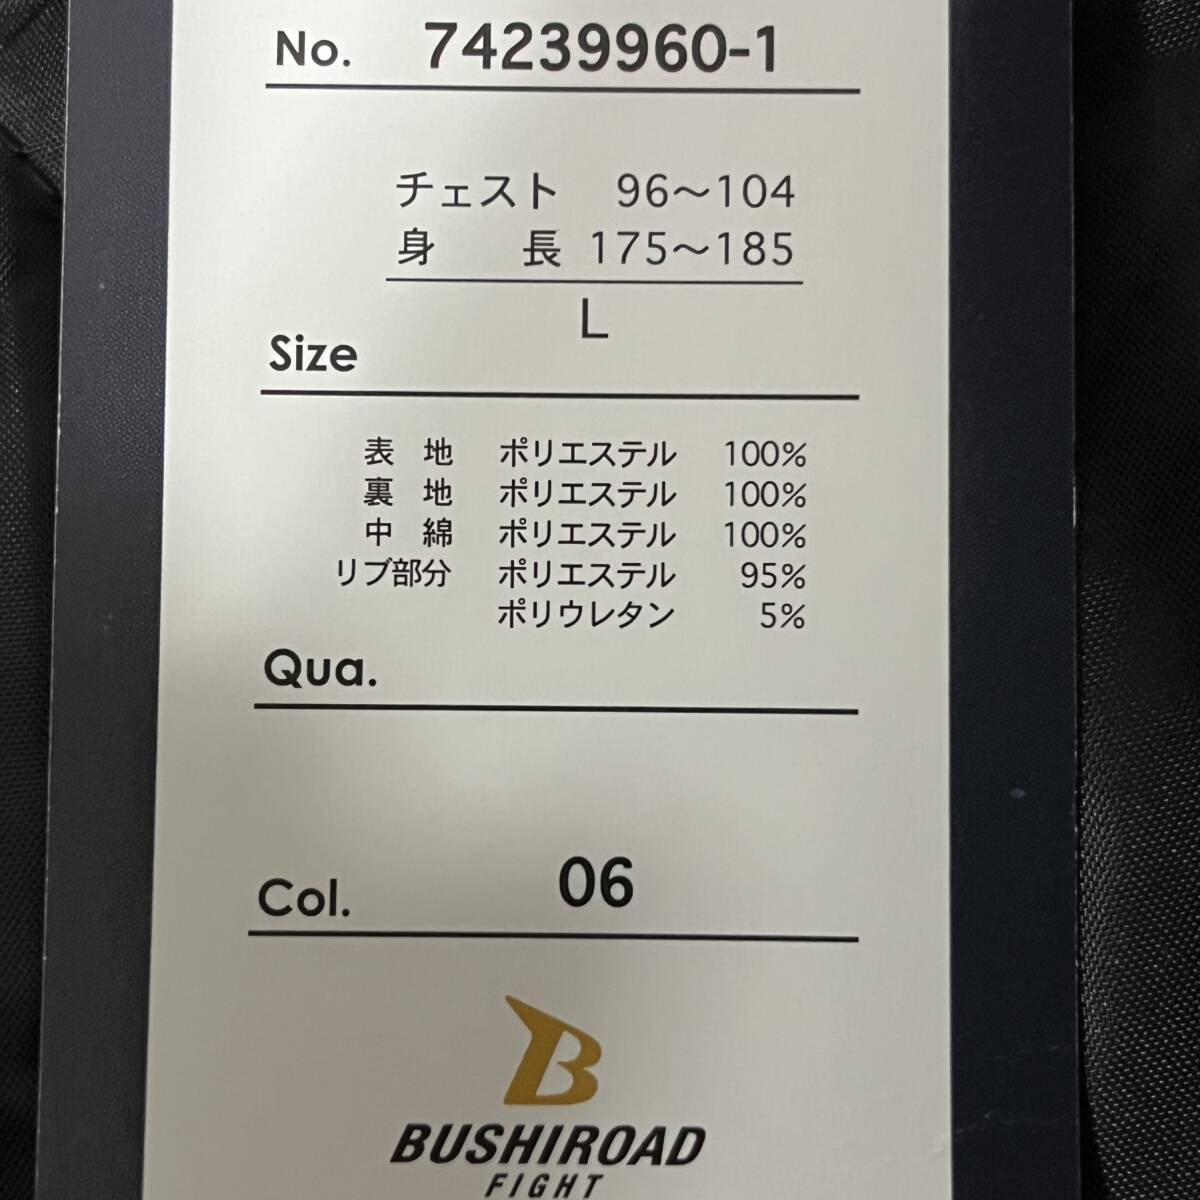 No. 74239960-1
チェスト 96～104
身長 175～185
L
Size
表地 ポリエステル 100%
裏地 ポリエステル 100%
中綿 ポリエステル 100%
リブ部分 ポリエステル 95%
ポリウレタン 5%
Qua.
Col. 06
B
BUSHIROAD
FIGHT